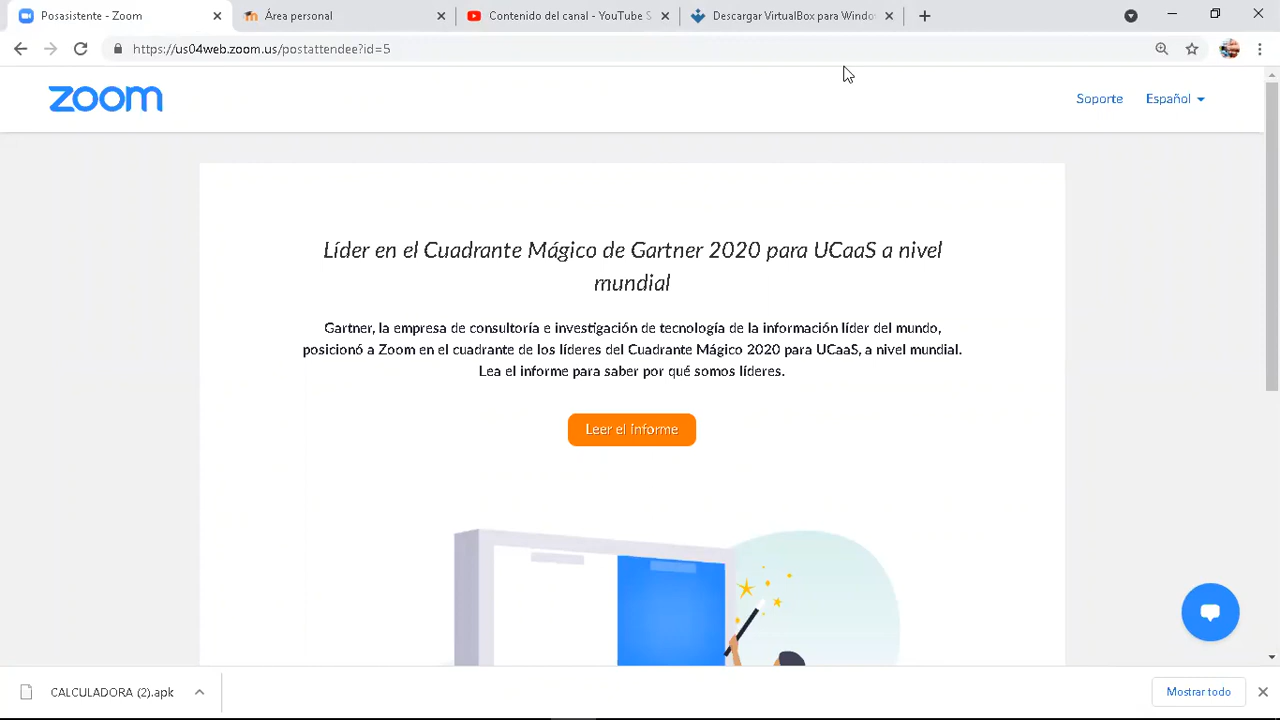 Posasistente - Zoom
Área personal
Contenido del canal - YouTube S
Descargar VirtualBox para Windo
https://us04web.zoom.us/postattendee?id=5
zoom
Soporte
Español
Líder en el Cuadrante Mágico de Gartner 2020 para UCaaS a nivel
mundial
Gartner, la empresa de consultoría e investigación de tecnología de la información líder del mundo,
posicionó a Zoom en el cuadrante de los líderes del Cuadrante Mágico 2020 para UCaaS, a nivel mundial.
Lea el informe para saber por qué somos líderes.
Leer el informe
CALCULADORA (2).apk
Mostrar todo